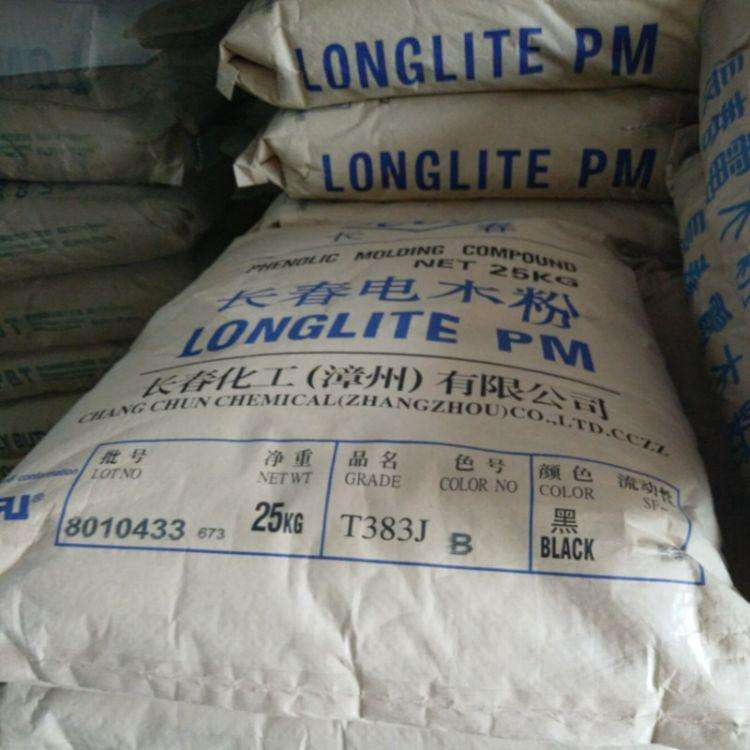 LONGLITE PM
LONGLITE PM
长春
PHENOLIC MOLDING COMPOUND
NET 25KG
长春电木粉
LONGLITE PM
长春化工(漳州)有限公司
CHANG CHUN CHEMICAL(ZHANGZHOU)CO.,LTD.CCZZ
批号 净重 品名 色号 颜色 流动性
LOT NO NET WT GRADE COLOR NO COLOR
8010433 673 25KG T383J B 黑
BLACK